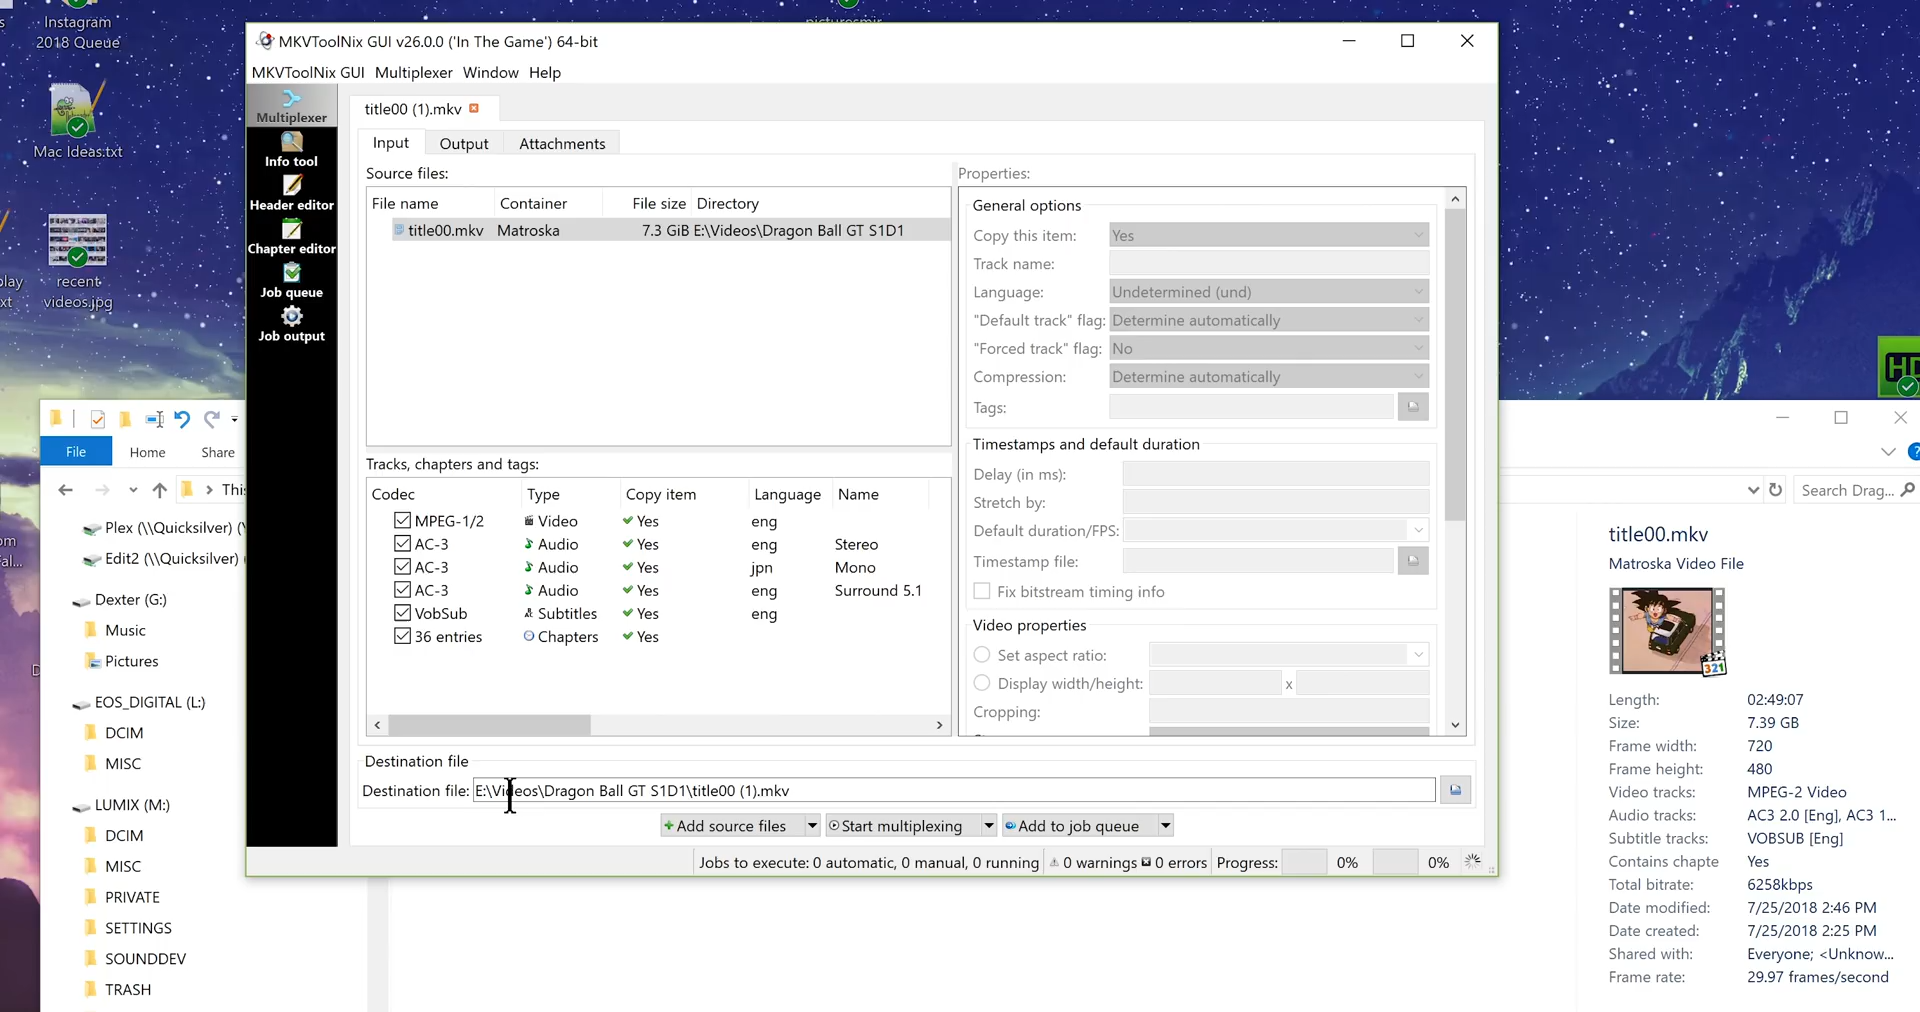 Instagram
2018 Queue
Mac Ideas.txt
recent
videos.jpg
MKVToolNix GUI v26.0.0 ('In The Game') 64-bit
MKVToolNix GUI Multiplexer Window Help
Multiplexer
Info tool
Header editor
Chapter editor
Job queue
Job output
title00 (1).mkv
Input Output Attachments
Source files:
File name Container File size Directory
title00.mkv Matroska 7.3 GiB E:\Videos\Dragon Ball GT S1D1
Tracks, chapters and tags:
Codec Type Copy item Language Name
MPEG-1/2 Video Yes eng
AC-3 Audio Yes eng Stereo
AC-3 Audio Yes jpn Mono
AC-3 Audio Yes eng Surround 5.1
VobSub Subtitles Yes eng
36 entries Chapters Yes
Properties:
General options
Copy this item: Yes
Track name:
Language: Undetermined (und)
"Default track" flag: Determine automatically
"Forced track" flag: No
Compression: Determine automatically
Tags:
Timestamps and default duration
Delay (in ms):
Stretch by:
Default duration/FPS:
Timestamp file:
Fix bitstream timing info
Video properties
Set aspect ratio:
Display width/height: x
Cropping:
Destination file
Destination file: E:\Videos\Dragon Ball GT S1D1\title00 (1).mkv
Add source files Start multiplexing Add to job queue
Jobs to execute: 0 automatic, 0 manual, 0 running 0 warnings 0 errors Progress: 0% 0%
File Home Share
This
Search Drag...
Plex (\\Quicksilver) (
Edit2 (\\Quicksilver)
Dexter (G:)
Music
Pictures
EOS_DIGITAL (L:)
DCIM
MISC
LUMIX (M:)
DCIM
MISC
PRIVATE
SETTINGS
SOUNDDEV
TRASH
title00.mkv
Matroska Video File
321
Length: 02:49:07
Size: 7.39 GB
Frame width: 720
Frame height: 480
Video tracks: MPEG-2 Video
Audio tracks: AC3 2.0 [Eng], AC3 1...
Subtitle tracks: VOBSUB [Eng]
Contains chapte Yes
Total bitrate: 6258kbps
Date modified: 7/25/2018 2:46 PM
Date created: 7/25/2018 2:25 PM
Shared with: Everyone; <Unknow...
Frame rate: 29.97 frames/second